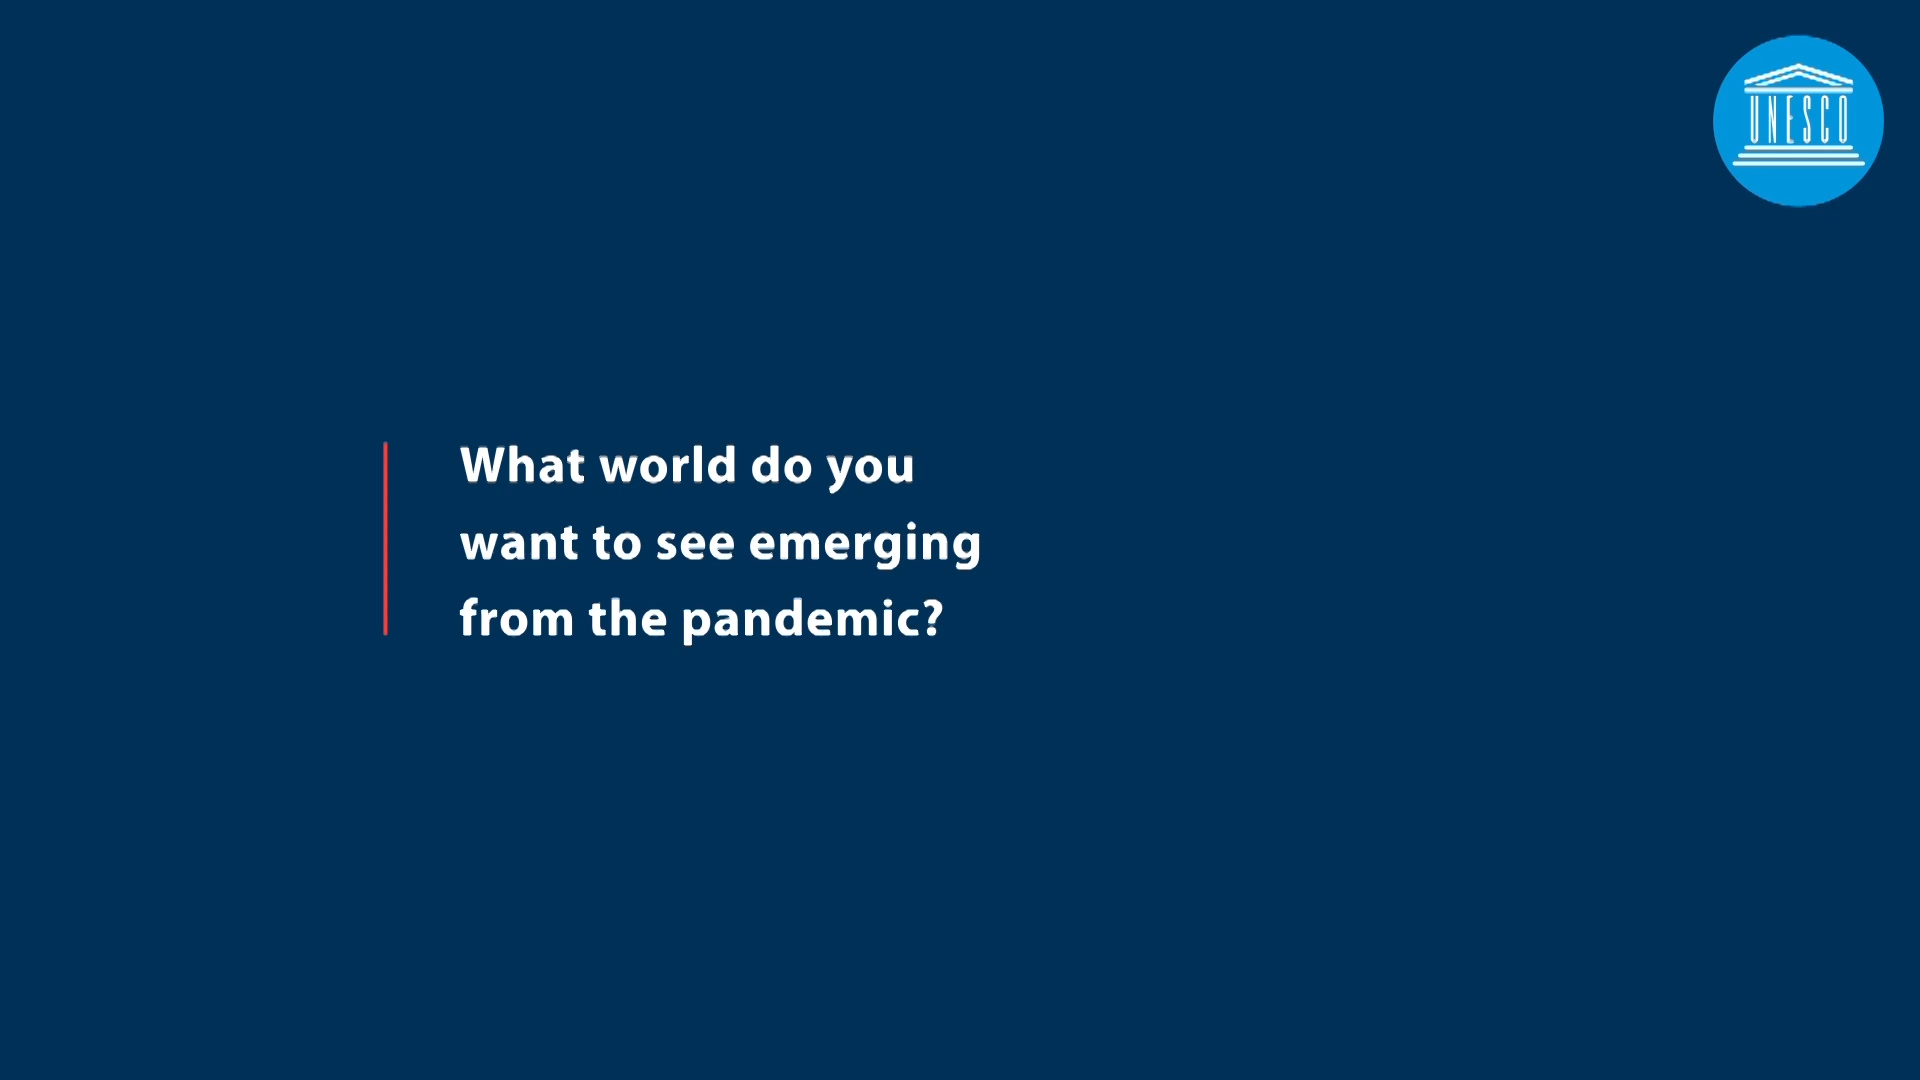 UNESCO
What world do you
want to see emerging
from the pandemic?